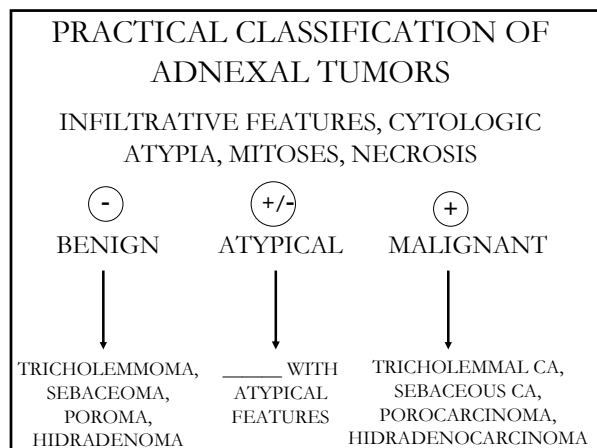 PRACTICAL CLASSIFICATION OF
ADNEXAL TUMORS
INFILTRATIVE FEATURES, CYTOLOGIC
ATYPIA, MITOSES, NECROSIS
-
BENIGN
+/-
ATYPICAL
+
MALIGNANT
TRICHOLEMMOMA,
SEBACEOMA,
POROMA,
HIDRADENOMA
______ WITH
ATYPICAL
FEATURES
TRICHOLEMMAL CA,
SEBACEOUS CA,
POROCARCINOMA,
HIDRADENOCARCINOMA